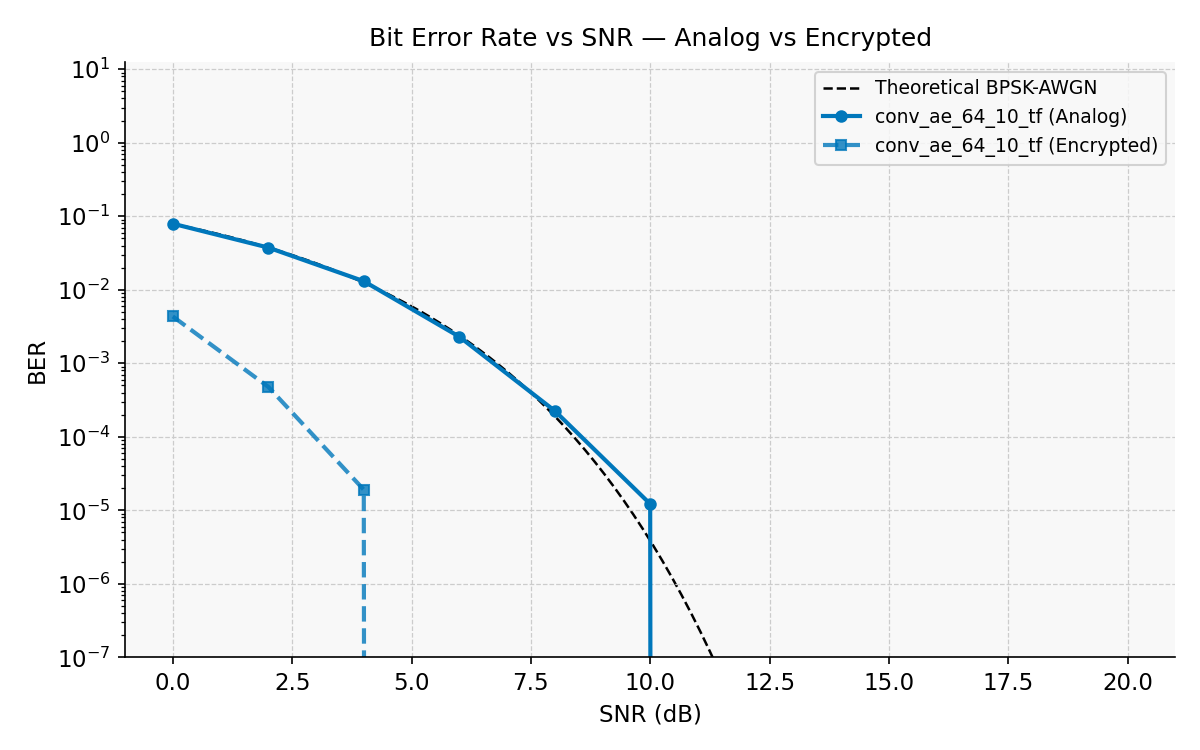 Bit Error Rate vs SNR — Analog vs Encrypted
Theoretical BPSK-AWGN
conv_ae_64_10_tf (Analog)
conv_ae_64_10_tf (Encrypted)
BER
10¹
10⁰
10⁻¹
10⁻²
10⁻³
10⁻⁴
10⁻⁵
10⁻⁶
10⁻⁷
0.0 2.5 5.0 7.5 10.0 12.5 15.0 17.5 20.0
SNR (dB)